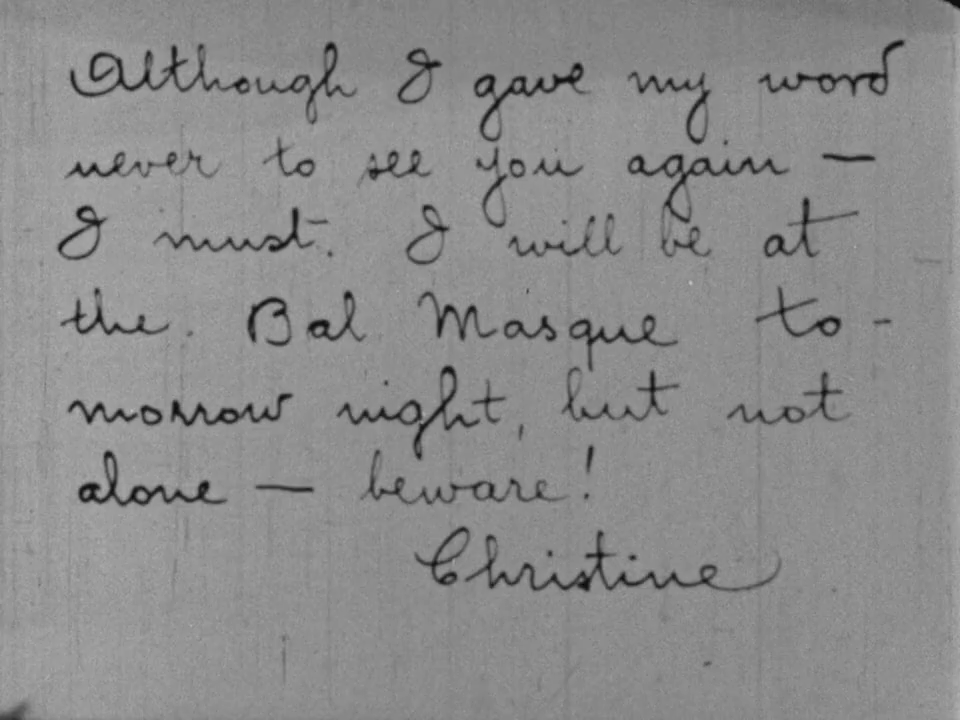 Although I gave my word
never to see you again —
I must. I will be at
the Bal Masque to-
morrow night, but not
alone — beware!
Christine